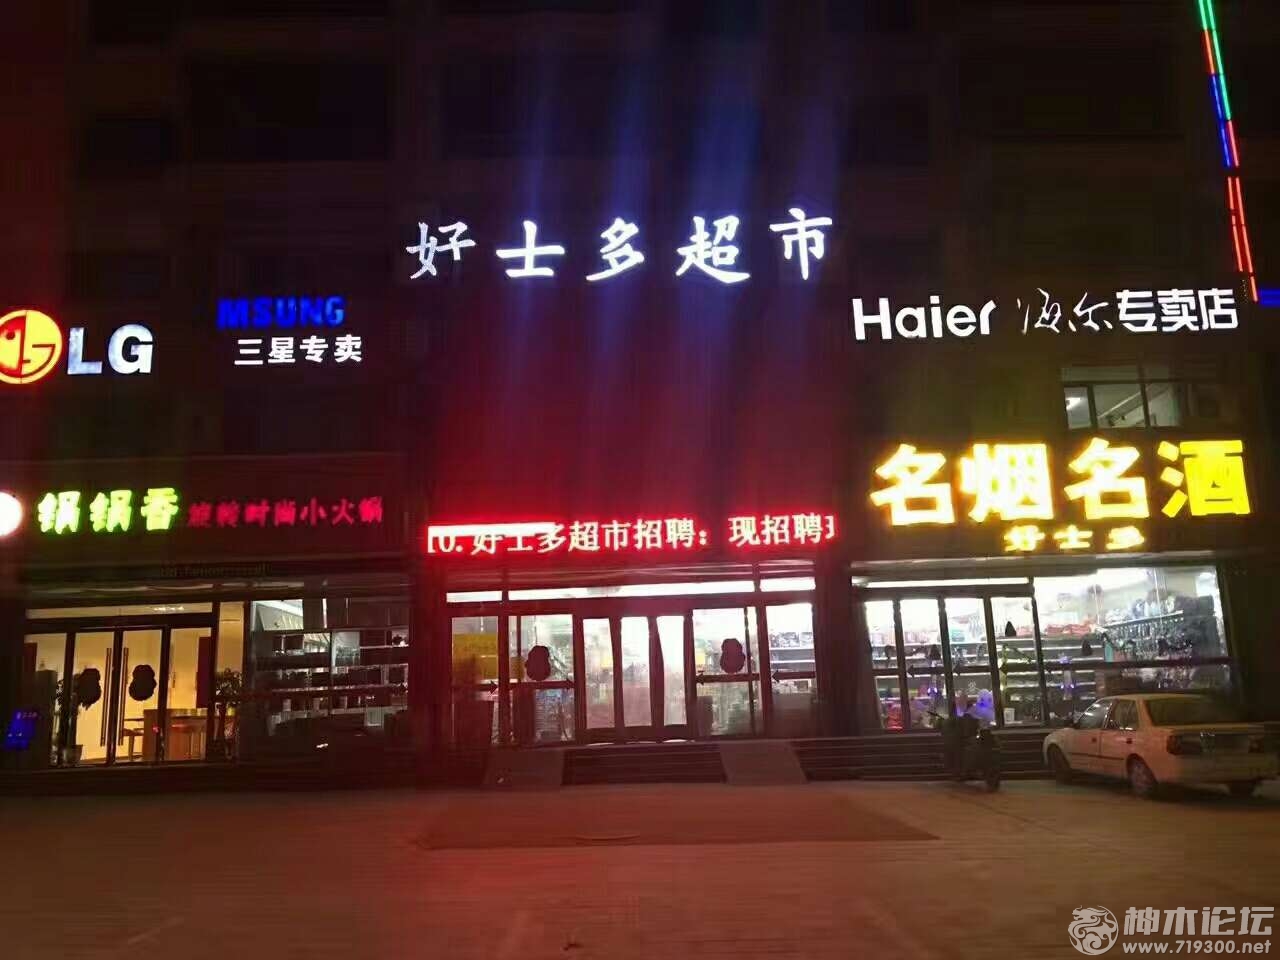 好士多超市
LG
MSUNG
三星专卖
Haier 海尔专卖店
名烟名酒
好士多
锅锅香 旋转时尚小火锅
10.好士多超市招聘：现招聘
神木论坛
www.719300.net